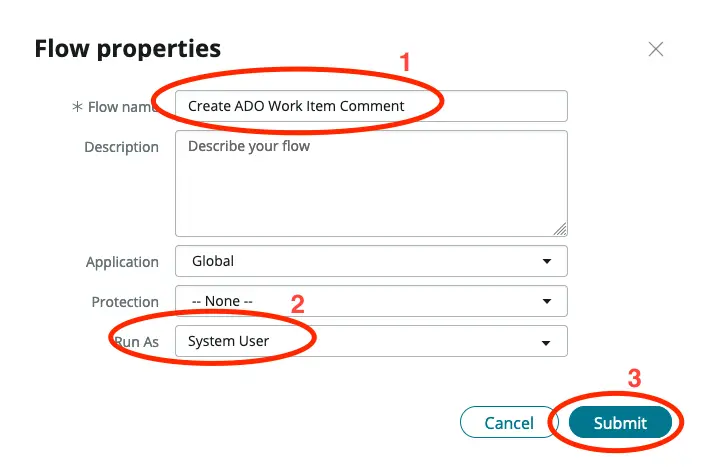 Flow properties
1
Flow name
Create ADO Work Item Comment
Description
Describe your flow
Application
Global
Protection
-- None --
2
Run As
System User
3
Cancel
Submit